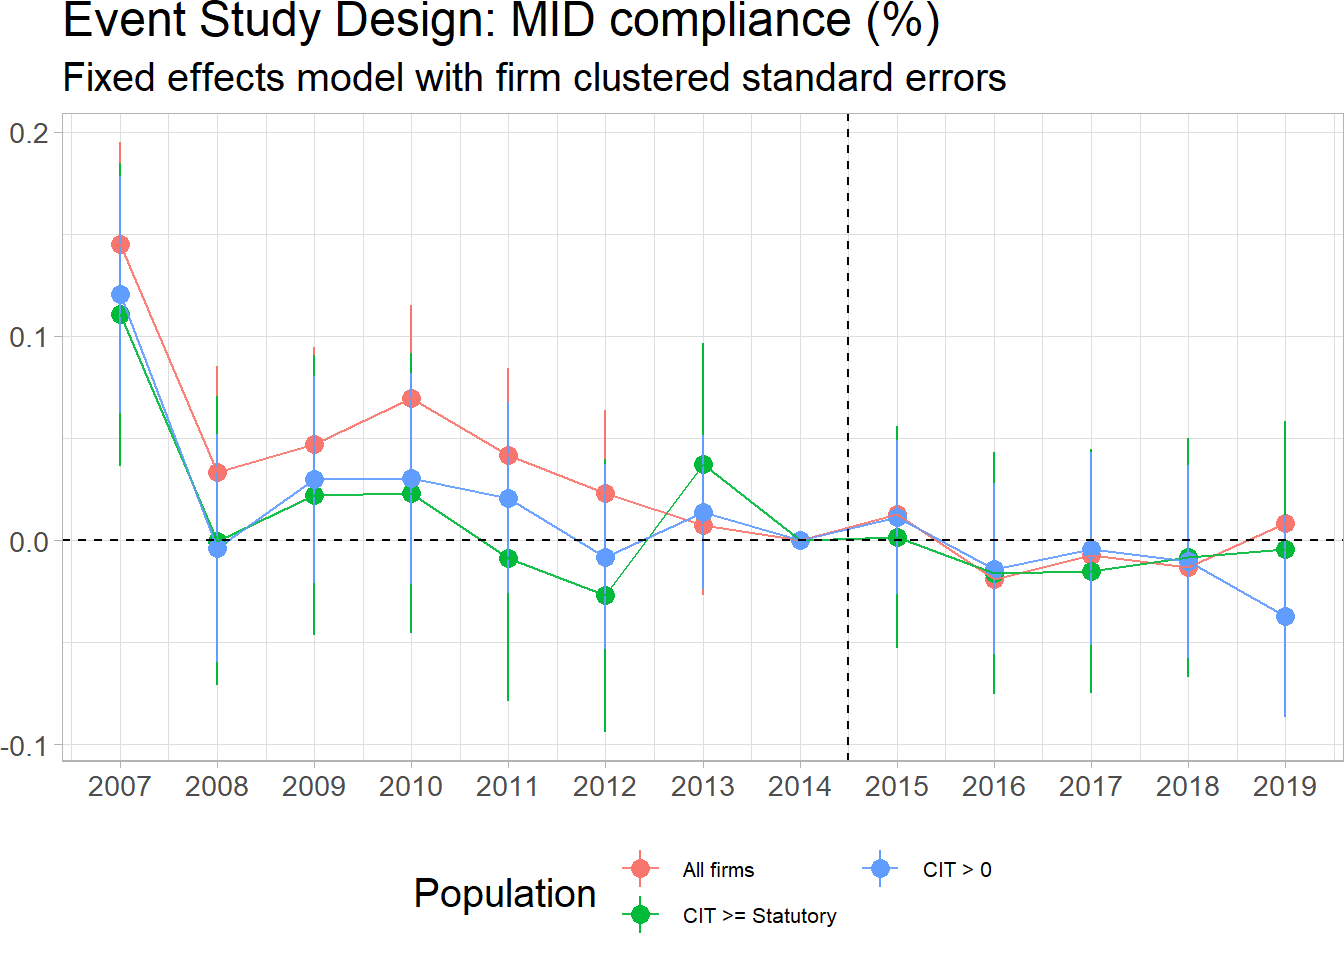 Event Study Design: MID compliance (%)
Fixed effects model with firm clustered standard errors
0.2
0.1
0.0
-0.1
2007 2008 2009 2010 2011 2012 2013 2014 2015 2016 2017 2018 2019
Population
All firms
CIT > 0
CIT >= Statutory